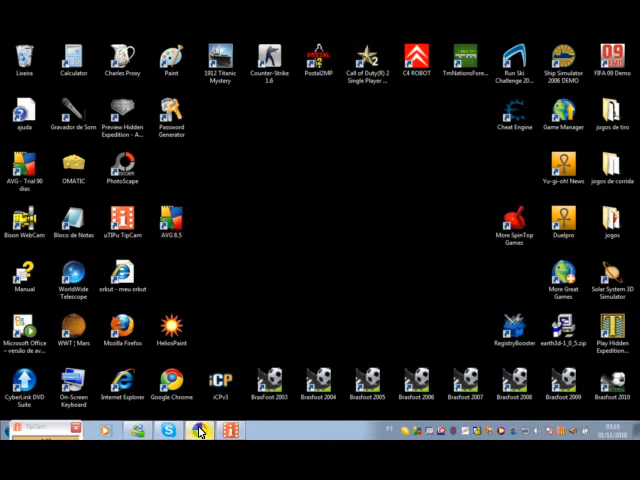 Lixeira
Calculator
Charles Proxy
Paint
1912 Titanic
Mystery
Counter-Strike
1.6
Postal2MP
Call of Duty(R) 2
Single Player ...
C4 ROBOT
TmNationsFore...
Run Ski
Challenge 20...
Ship Simulator
2006 DEMO
FIFA 09 Demo
ajuda
Gravador de Som
Preview Hidden
Expedition - A...
Password
Generator
Cheat Engine
Game Manager
jogos de tiro
AVG - Trial 90
dias
OMATIC
PhotoScape
Yu-gi-oh! News
jogos de corrida
Bison WebCam
Bloco de Notas
uTIPu TipCam
AVG 8.5
More SpinTop
Games
Duelpro
jogos
Manual
WorldWide
Telescope
orkut - meu orkut
More Great
Games
Solar System 3D
Simulator
Microsoft Office
- versão de av...
WWT | Mars
Mozilla Firefox
HeliosPaint
RegistryBooster
earth3d-1_0_5.zip
Play Hidden
Expedition...
CyberLink DVD
Suite
On-Screen
Keyboard
Internet Explorer
Google Chrome
iCPv3
BrasFoot 2003
Brasfoot 2004
Brasfoot 2005
Brasfoot 2006
Brasfoot 2007
Brasfoot 2008
Brasfoot 2009
Brasfoot 2010
TipCam
PT
03:33